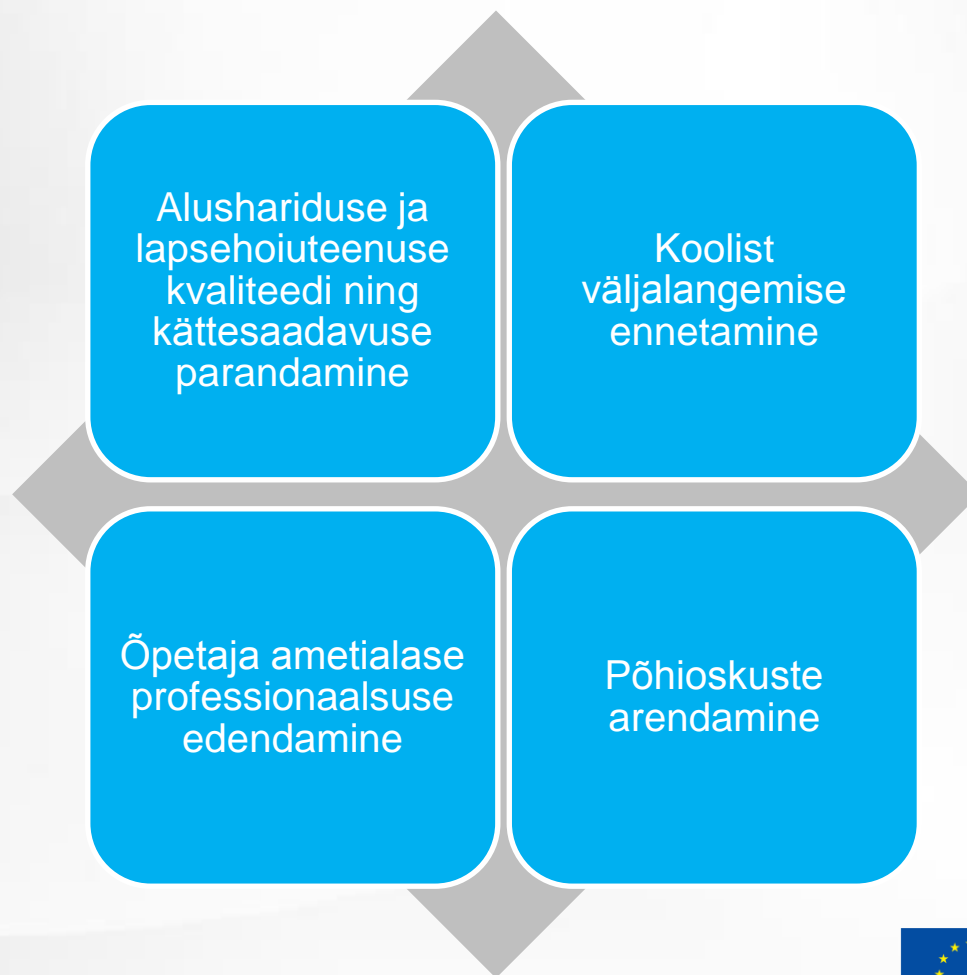 Alushariduse ja
lapsehoiuteenuse
kvaliteedi ning
kättesaadavuse
parandamine
Koolist
väljalangemise
ennetamine
Õpetaja ametialase
professionaalsuse
edendamine
Põhioskuste
arendamine